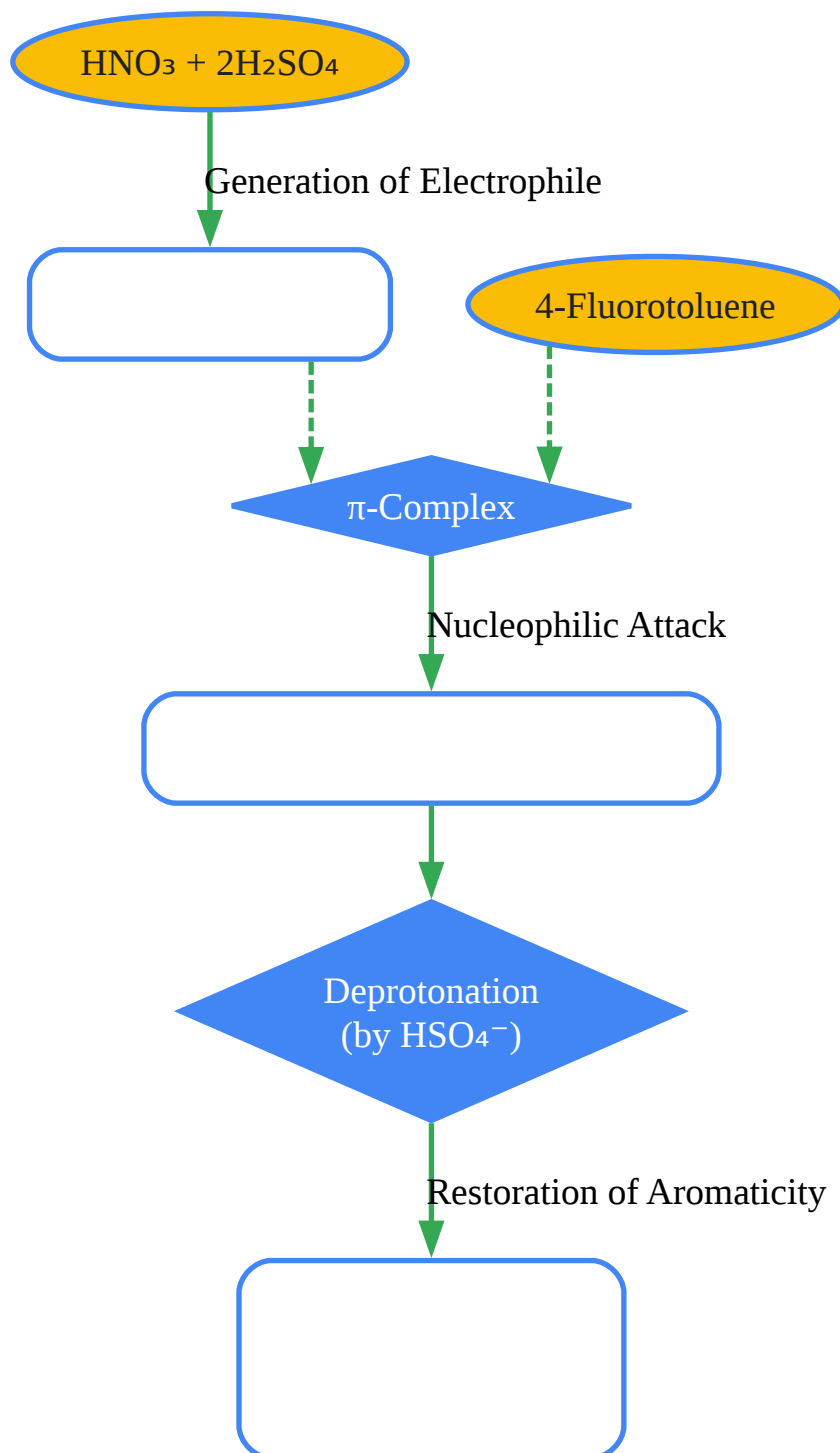 HNO₃ + 2H₂SO₄
Generation of Electrophile
4-Fluorotoluene
π-Complex
Nucleophilic Attack
Deprotonation
(by HSO₄⁻)
Restoration of Aromaticity